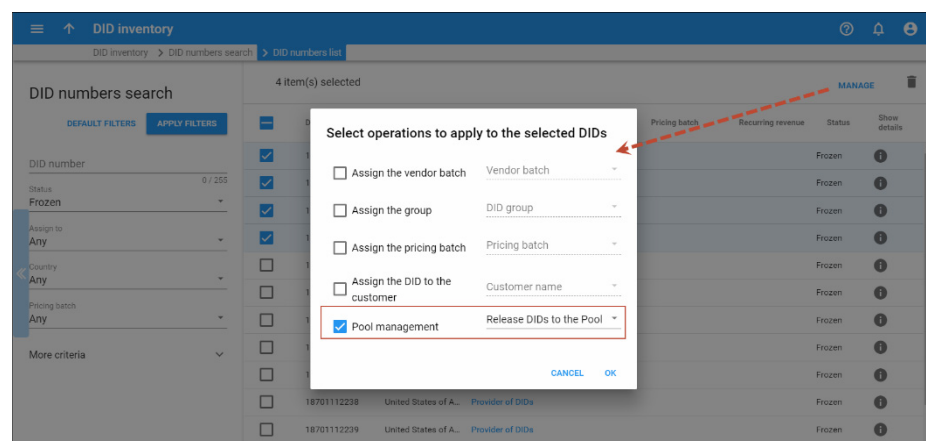 DID inventory
DID inventory > DID numbers search > DID numbers list
DID numbers search
DEFAULT FILTERS
APPLY FILTERS
DID number
0 / 255
Status
Frozen
Assign to
Any
Country
Any
Pricing batch
Any
More criteria
4 item(s) selected
MANAGE
Pricing batch Recurring revenue Status Show details
Frozen
Frozen
Frozen
Frozen
Frozen
Frozen
Frozen
Frozen
Frozen
18701112238 United States of A... Provider of DIDs Frozen
18701112239 United States of A... Provider of DIDs Frozen
Select operations to apply to the selected DIDs
Assign the vendor batch Vendor batch
Assign the group DID group
Assign the pricing batch Pricing batch
Assign the DID to the
customer
Customer name
Pool management Release DIDs to the Pool
CANCEL OK